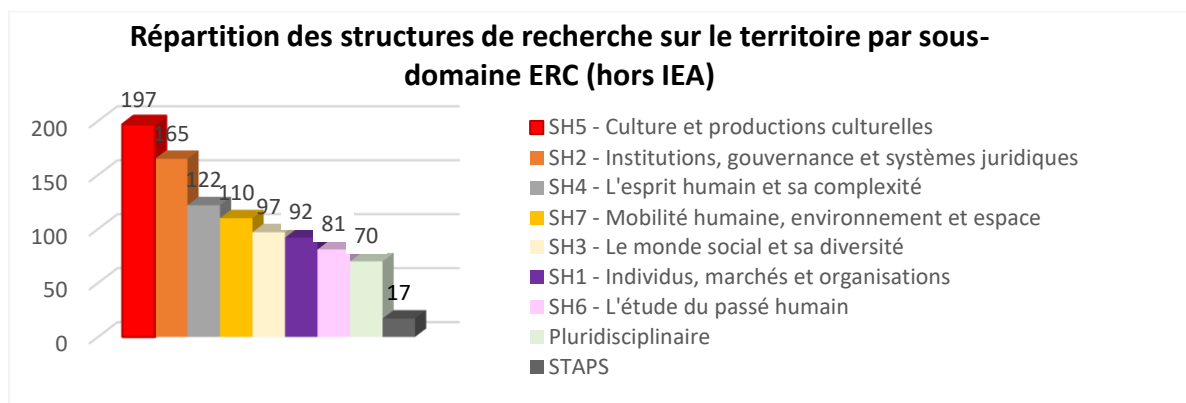 Répartition des structures de recherche sur le territoire par sous-
domaine ERC (hors IEA)
197
165
122
110
97
92
81
70
17
200
150
100
50
0
SH5 - Culture et productions culturelles
SH2 - Institutions, gouvernance et systèmes juridiques
SH4 - L'esprit humain et sa complexité
SH7 - Mobilité humaine, environnement et espace
SH3 - Le monde social et sa diversité
SH1 - Individus, marchés et organisations
SH6 - L'étude du passé humain
Pluridisciplinaire
STAPS